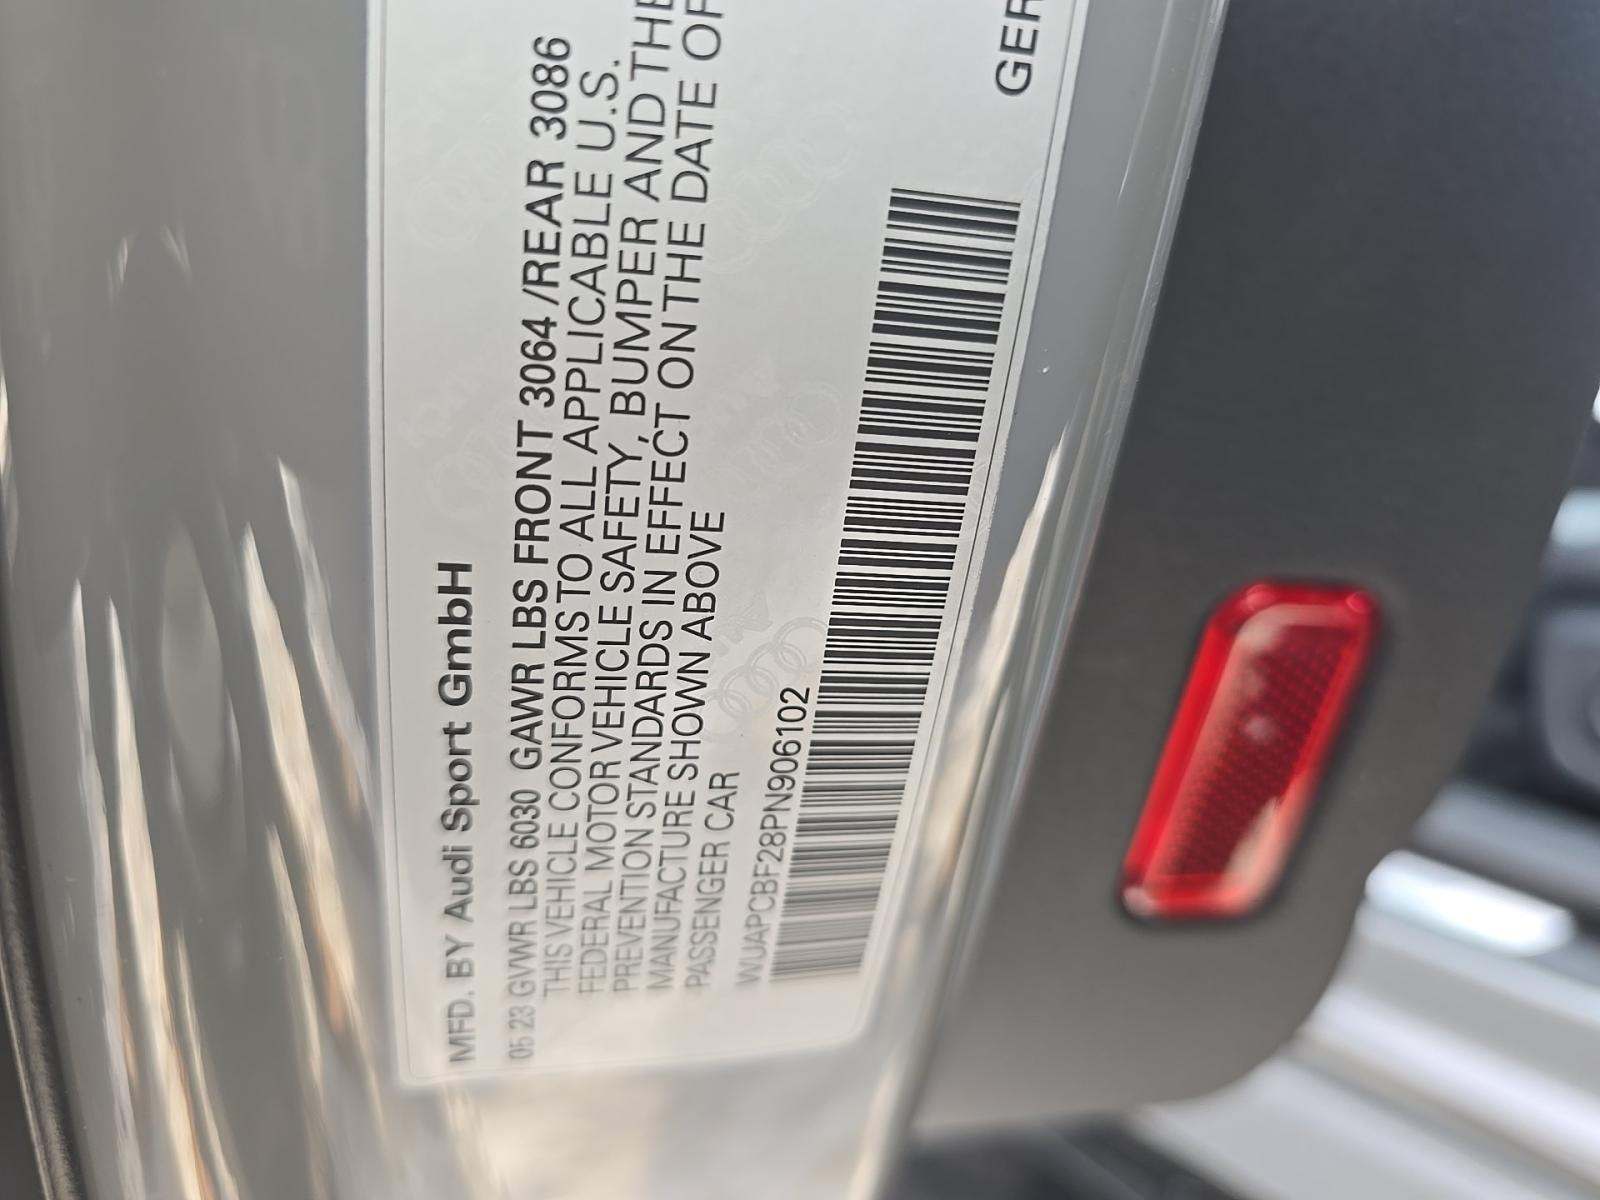 MFD. BY Audi Sport GmbH
05 23 GVWR LBS 6030 GAWR LBS FRONT 3064 /REAR 3086
THIS VEHICLE CONFORMS TO ALL APPLICABLE U.S.
FEDERAL MOTOR VEHICLE SAFETY, BUMPER AND THE
PREVENTION STANDARDS IN EFFECT ON THE DATE OF
MANUFACTURE SHOWN ABOVE
PASSENGER CAR
WUAPCBF28PN906102
GER